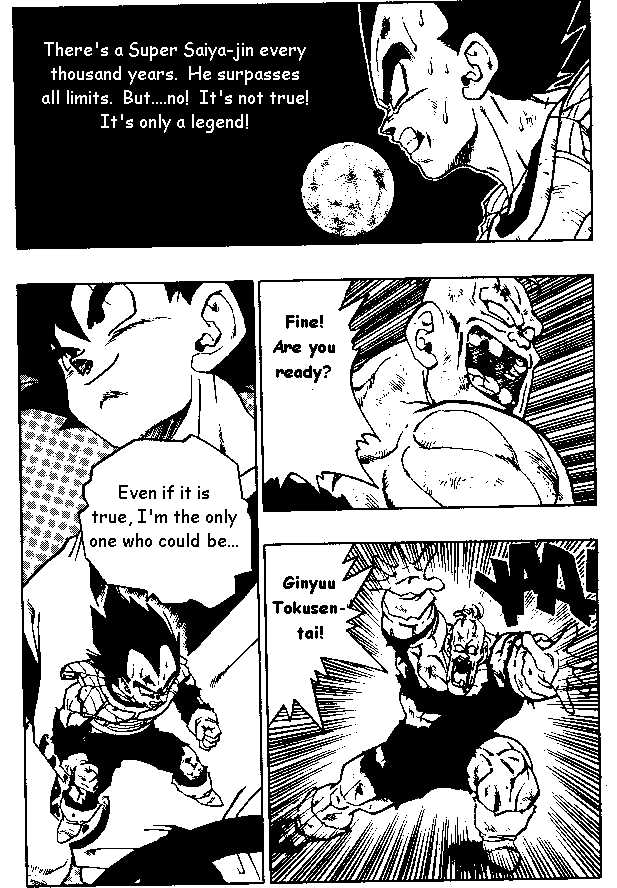 There's a Super Saiya-jin every
thousand years. He surpasses
all limits. But....no! It's not true!
It's only a legend!
Even if it is
true, I'm the only
one who could be...
Fine!
Are you
ready?
Ginyuu
Tokusen-
tai!
YAAA!